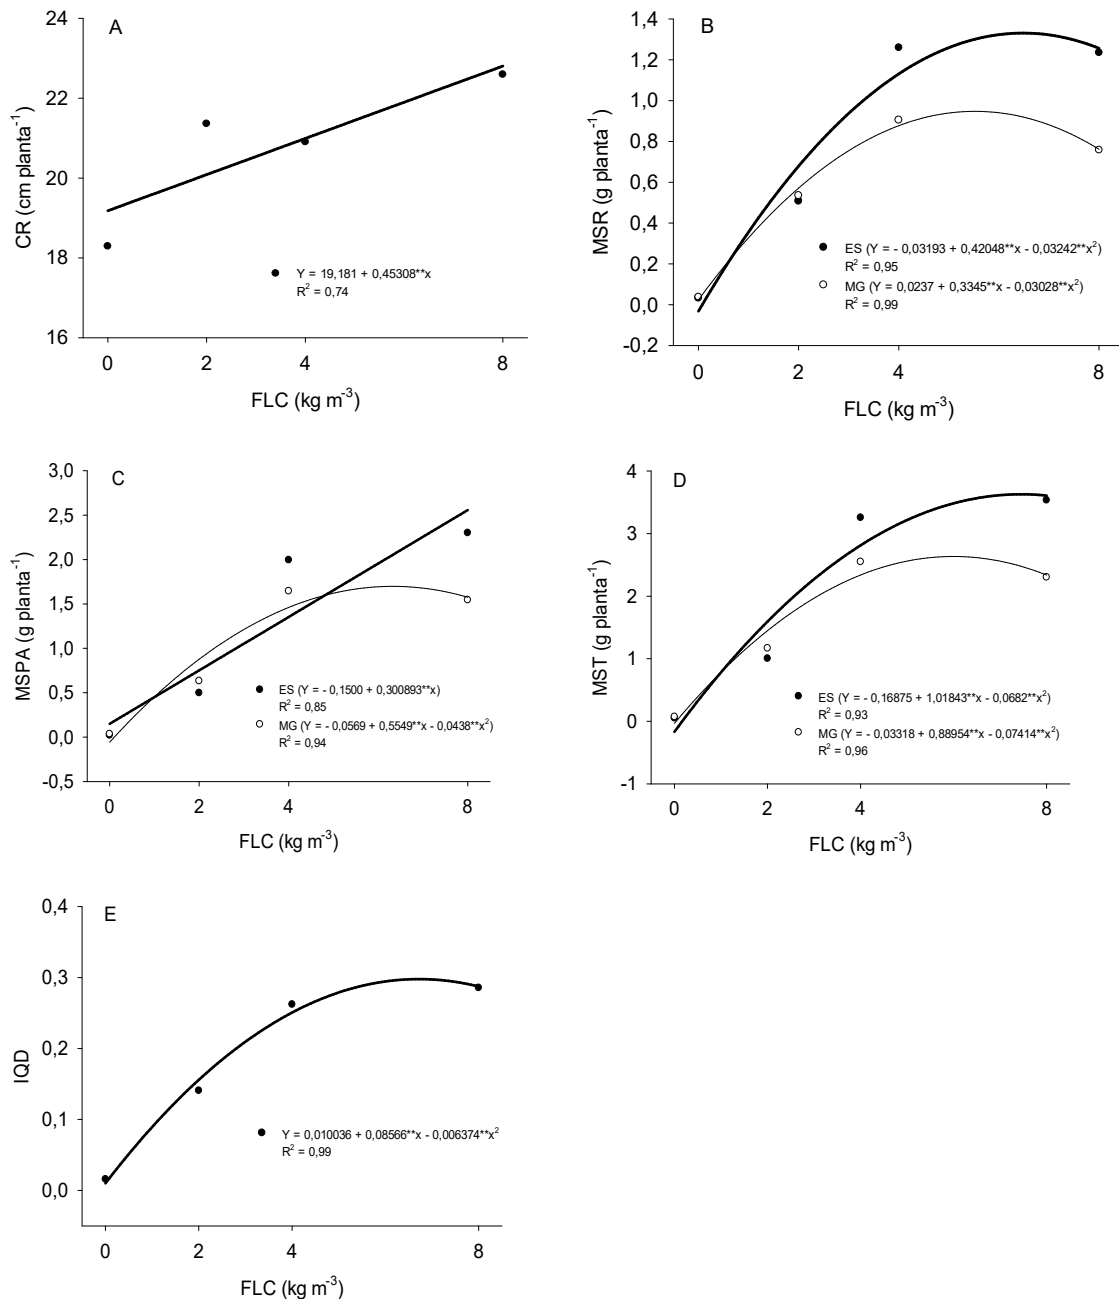 A
24
22
20
18
16
CR (cm planta⁻¹)
Y = 19,181 + 0,45308**x
R² = 0,74
0 2 4 8
FLC (kg m⁻³)
B
1,4
1,2
1,0
0,8
0,6
0,4
0,2
0,0
-0,2
MSR (g planta⁻¹)
ES (Y = - 0,03193 + 0,42048**x - 0,03242**x²)
R² = 0,95
MG (Y = 0,0237 + 0,3345**x - 0,03028**x²)
R² = 0,99
0 2 4 8
FLC (kg m⁻³)
C
3,0
2,5
2,0
1,5
1,0
0,5
0,0
-0,5
MSPA (g planta⁻¹)
ES (Y = - 0,1500 + 0,300893**x)
R² = 0,85
MG (Y = - 0,0569 + 0,5549**x - 0,0438**x²)
R² = 0,94
0 2 4 8
FLC (kg m⁻³)
D
4
3
2
1
0
-1
MST (g planta⁻¹)
ES (Y = - 0,16875 + 1,01843**x - 0,0682**x²)
R² = 0,93
MG (Y = - 0,03318 + 0,88954**x - 0,07414**x²)
R² = 0,96
0 2 4 8
FLC (kg m⁻³)
E
0,4
0,3
0,2
0,1
0,0
IQD
Y = 0,010036 + 0,08566**x - 0,006374**x²
R² = 0,99
0 2 4 8
FLC (kg m⁻³)